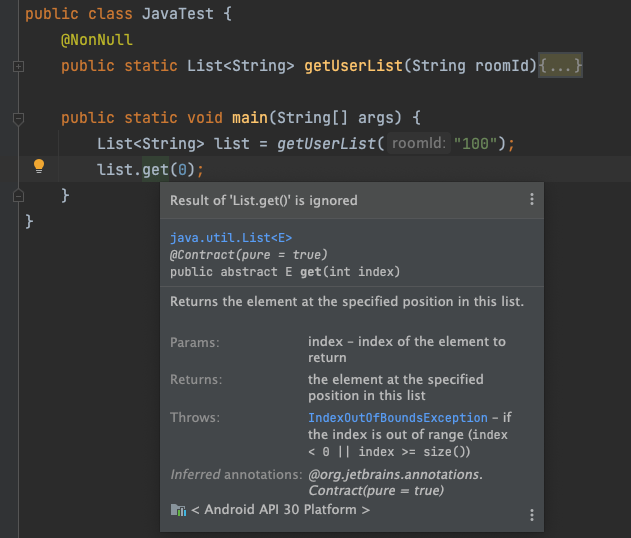 public class JavaTest {
@NonNull
public static List<String> getUserList(String roomId){...}
public static void main(String[] args) {
List<String> list = getUserList( roomId: "100");
list.get(0);
}
}
Result of 'List.get()' is ignored
java.util.List<E>
@Contract(pure = true)
public abstract E get(int index)
Returns the element at the specified position in this list.
Params: index – index of the element to
return
Returns: the element at the specified
position in this list
Throws: IndexOutOfBoundsException – if
the index is out of range (index
< 0 || index >= size())
Inferred annotations: @org.jetbrains.annotations.
Contract(pure = true)
< Android API 30 Platform >